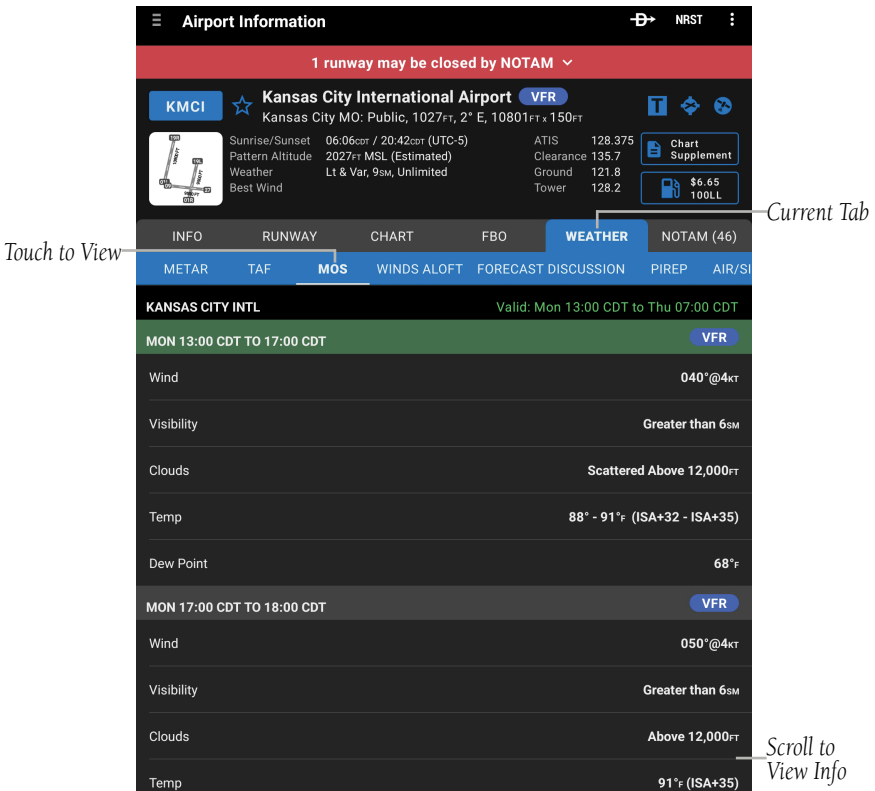 Airport Information
D
NRST
1 runway may be closed by NOTAM
KMCI
Kansas City International Airport VFR
Kansas City MO: Public, 1027FT, 2° E, 10801FT x 150FT
T
Sunrise/Sunset 06:06CDT / 20:42CDT (UTC-5)
Pattern Altitude 2027FT MSL (Estimated)
Weather Lt & Var, 9SM, Unlimited
Best Wind
ATIS 128.375
Clearance 135.7
Ground 121.8
Tower 128.2
Chart
Supplement
$6.65
100LL
Current Tab
INFO RUNWAY CHART FBO WEATHER NOTAM (46)
Touch to View
METAR TAF MOS WINDS ALOFT FORECAST DISCUSSION PIREP AIR/SI
KANSAS CITY INTL Valid: Mon 13:00 CDT to Thu 07:00 CDT
MON 13:00 CDT TO 17:00 CDT VFR
Wind 040°@4KT
Visibility Greater than 6SM
Clouds Scattered Above 12,000FT
Temp 88° - 91°F (ISA+32 - ISA+35)
Dew Point 68°F
MON 17:00 CDT TO 18:00 CDT VFR
Wind 050°@4KT
Visibility Greater than 6SM
Clouds Above 12,000FT
Temp 91°F (ISA+35)
Scroll to
View Info